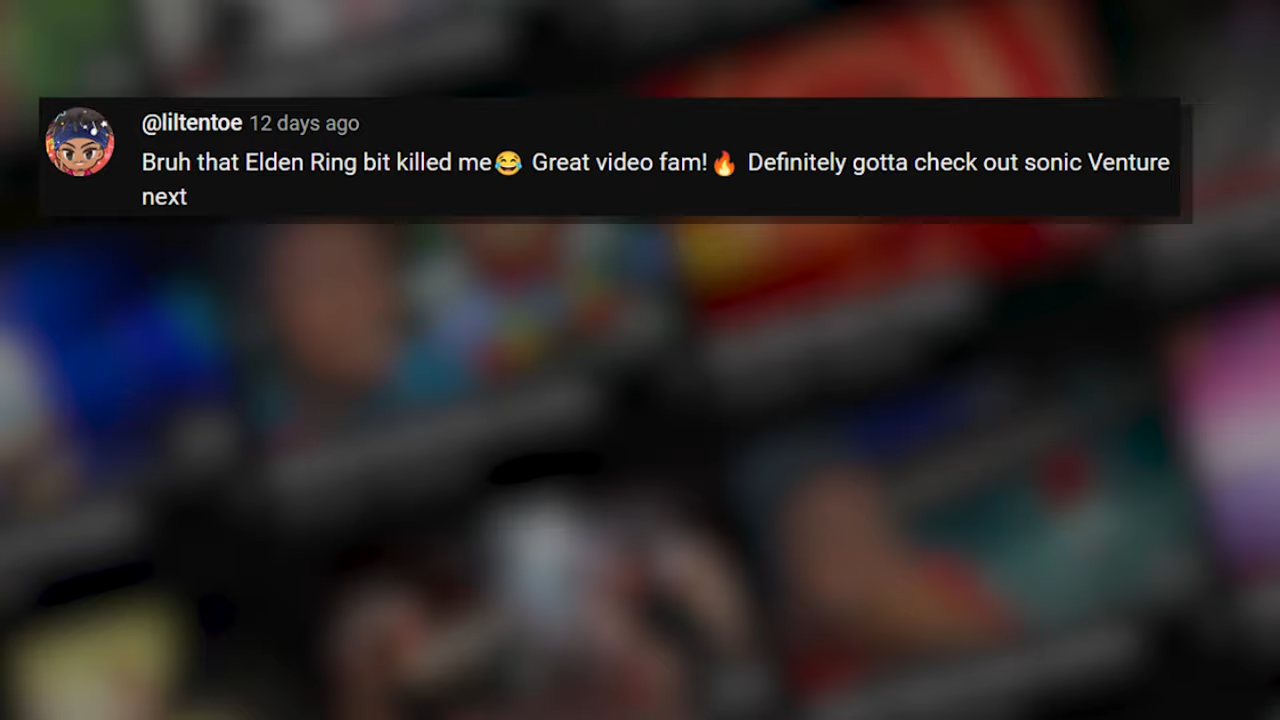 @liltentoe 12 days ago
Bruh that Elden Ring bit killed me😂 Great video fam!🔥 Definitely gotta check out sonic Venture
next